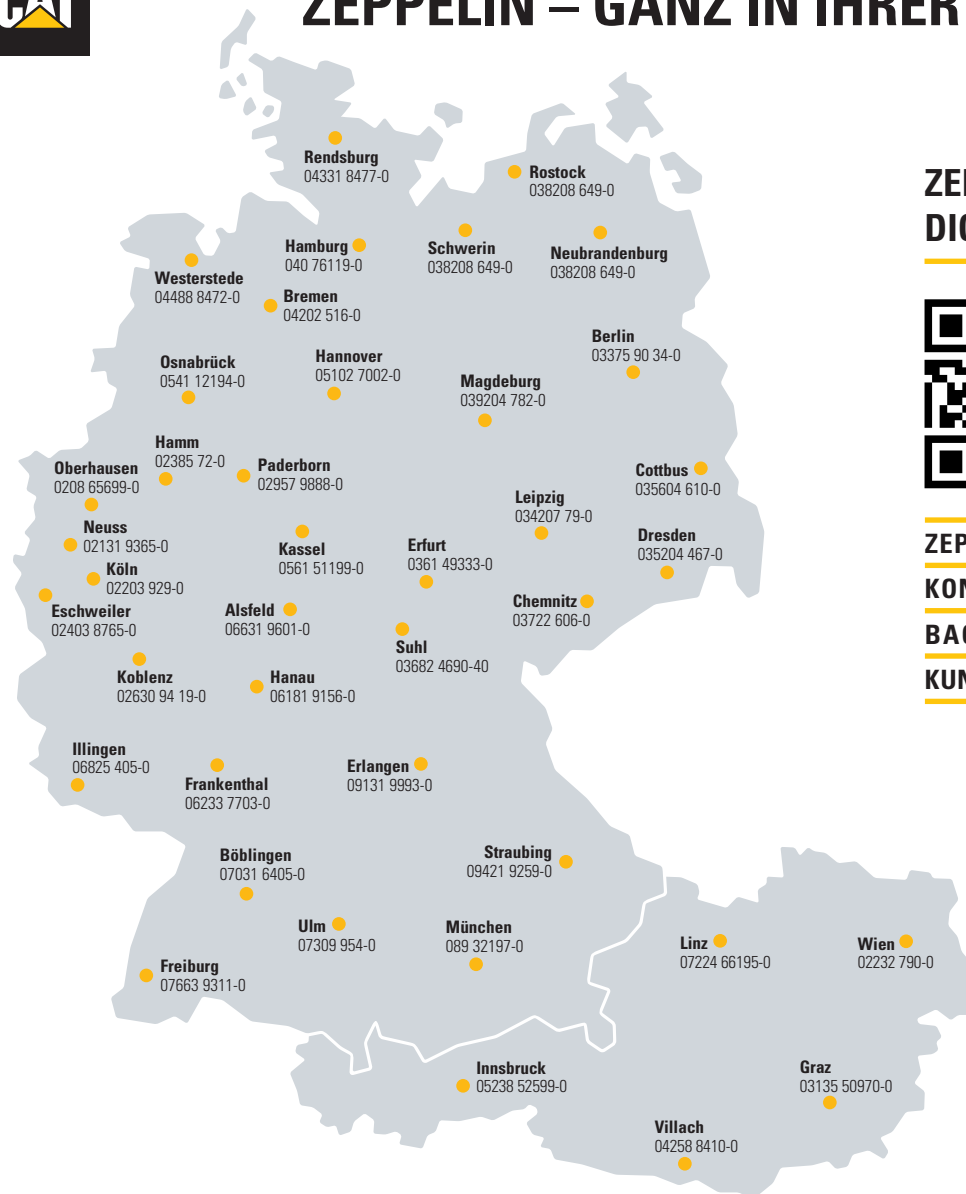 CAT
ZEPPELIN – GANZ IN IHRER
Rendsburg
04331 8477-0
Rostock
038208 649-0
Hamburg
040 76119-0
Schwerin
038208 649-0
Neubrandenburg
038208 649-0
Westerstede
04488 8472-0
Bremen
04202 516-0
Berlin
03375 90 34-0
Osnabrück
0541 12194-0
Hannover
05102 7002-0
Magdeburg
039204 782-0
Hamm
02385 72-0
Oberhausen
0208 65699-0
Paderborn
02957 9888-0
Cottbus
035604 610-0
Leipzig
034207 79-0
Neuss
02131 9365-0
Kassel
0561 51199-0
Erfurt
0361 49333-0
Dresden
035204 467-0
Köln
02203 929-0
Eschweiler
02403 8765-0
Alsfeld
06631 9601-0
Chemnitz
03722 606-0
Suhl
03682 4690-40
Koblenz
02630 94 19-0
Hanau
06181 9156-0
Illingen
06825 405-0
Frankenthal
06233 7703-0
Erlangen
09131 9993-0
Böblingen
07031 6405-0
Straubing
09421 9259-0
Ulm
07309 954-0
München
089 32197-0
Linz
07224 66195-0
Wien
02232 790-0
Freiburg
07663 9311-0
Innsbruck
05238 52599-0
Graz
03135 50970-0
Villach
04258 8410-0
ZEP
KON
BAG
KUN